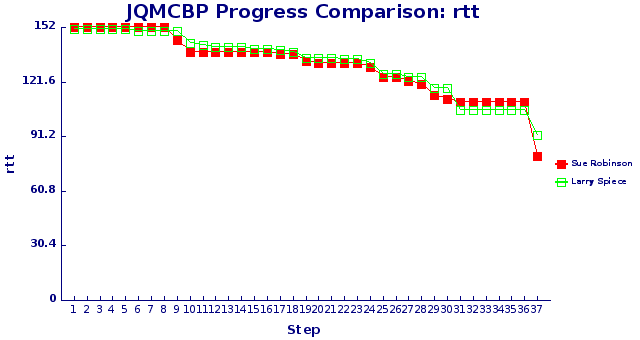 JQMCBP Progress Comparison: rtt
152
121.6
91.2
60.8
30.4
0
rtt
1 2 3 4 5 6 7 8 9 10 11 12 13 14 15 16 17 18 19 20 21 22 23 24 25 26 27 28 29 30 31 32 33 34 35 36 37
Step
Sue Robinson
Larry Spiece